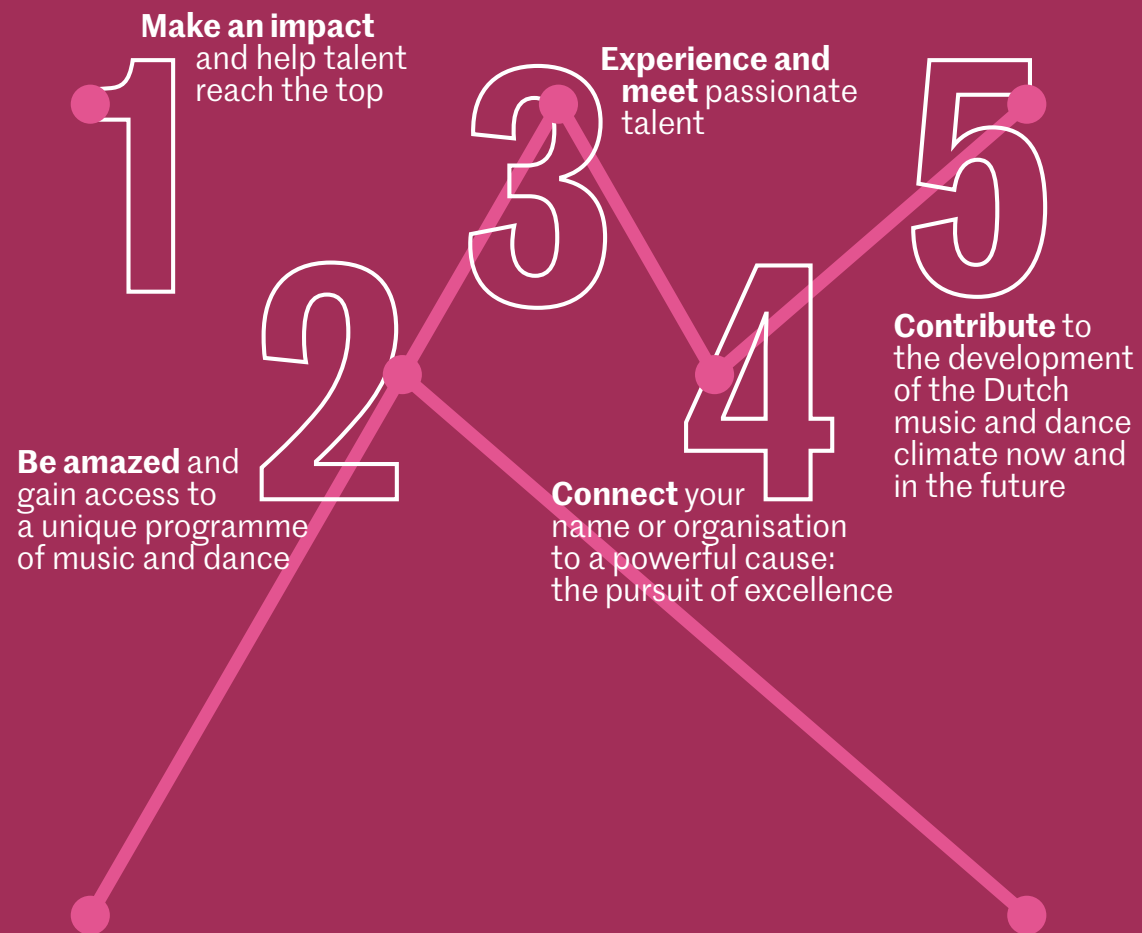 1
Make an impact
and help talent
reach the top
2
Be amazed and
gain access to
a unique programme
of music and dance
3
Experience and
meet passionate
talent
4
Connect your
name or organisation
to a powerful cause:
the pursuit of excellence
5
Contribute to
the development
of the Dutch
music and dance
climate now and
in the future